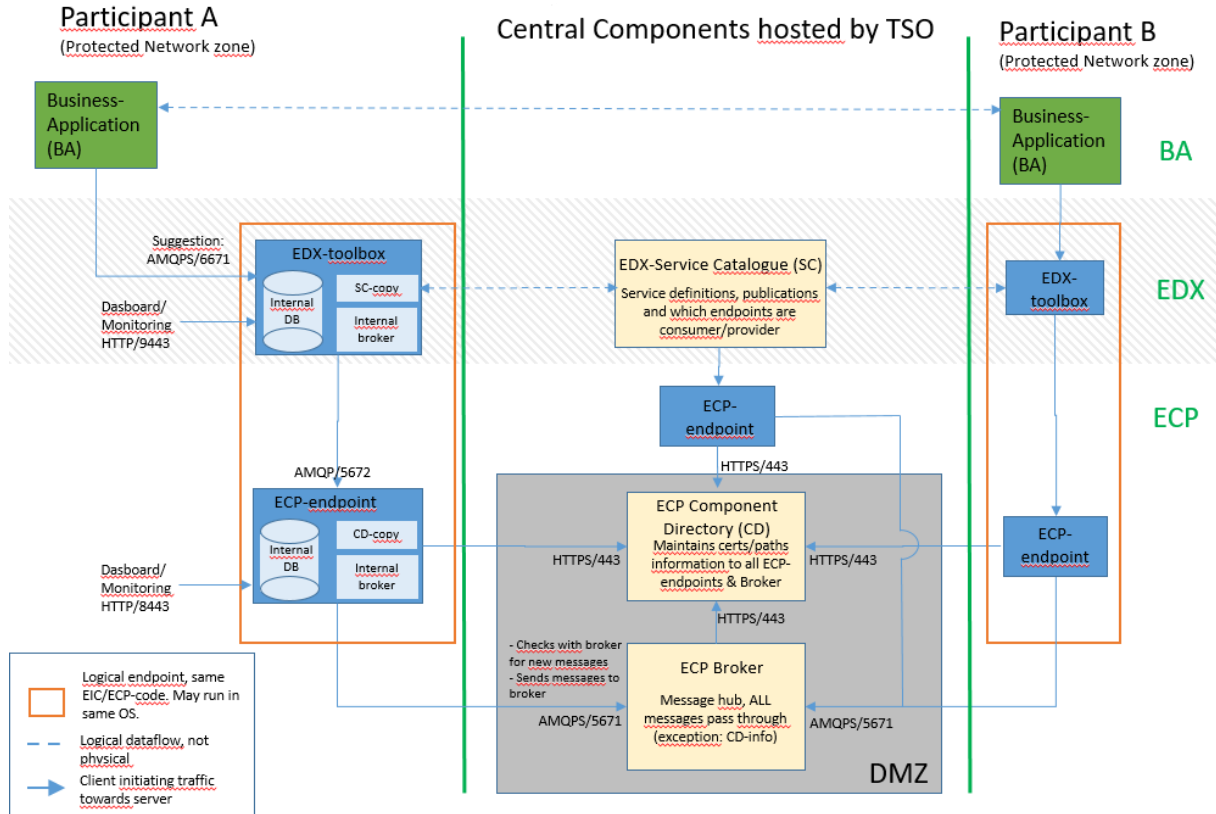 Participant A
(Protected Network zone)
Central Components hosted by TSO
Participant B
(Protected Network zone)
Business-
Application
(BA)
Business-
Application
(BA)
BA
Suggestion:
AMQPS/6671
EDX-toolbox
Internal
DB
SC-copy
Internal
broker
Dasboard/
Monitoring
HTTP/9443
EDX-Service Catalogue (SC)
Service definitions, publications
and which endpoints are
consumer/provider
EDX-
toolbox
EDX
ECP-
endpoint
ECP
HTTPS/443
AMQP/5672
ECP-endpoint
Internal
DB
CD-copy
Internal
broker
Dasboard/
Monitoring
HTTP/8443
HTTPS/443
ECP Component
Directory (CD)
Maintains certs/paths
information to all ECP-
endpoints & Broker
HTTPS/443
ECP-
endpoint
HTTPS/443
- Checks with broker
for new messages
- Sends messages to
broker
AMQPS/5671
ECP Broker
Message hub, ALL
messages pass through
(exception: CD-info)
AMQPS/5671
DMZ
Logical endpoint, same
EIC/ECP-code. May run in
same OS.
Logical dataflow, not
physical
Client initiating traffic
towards server